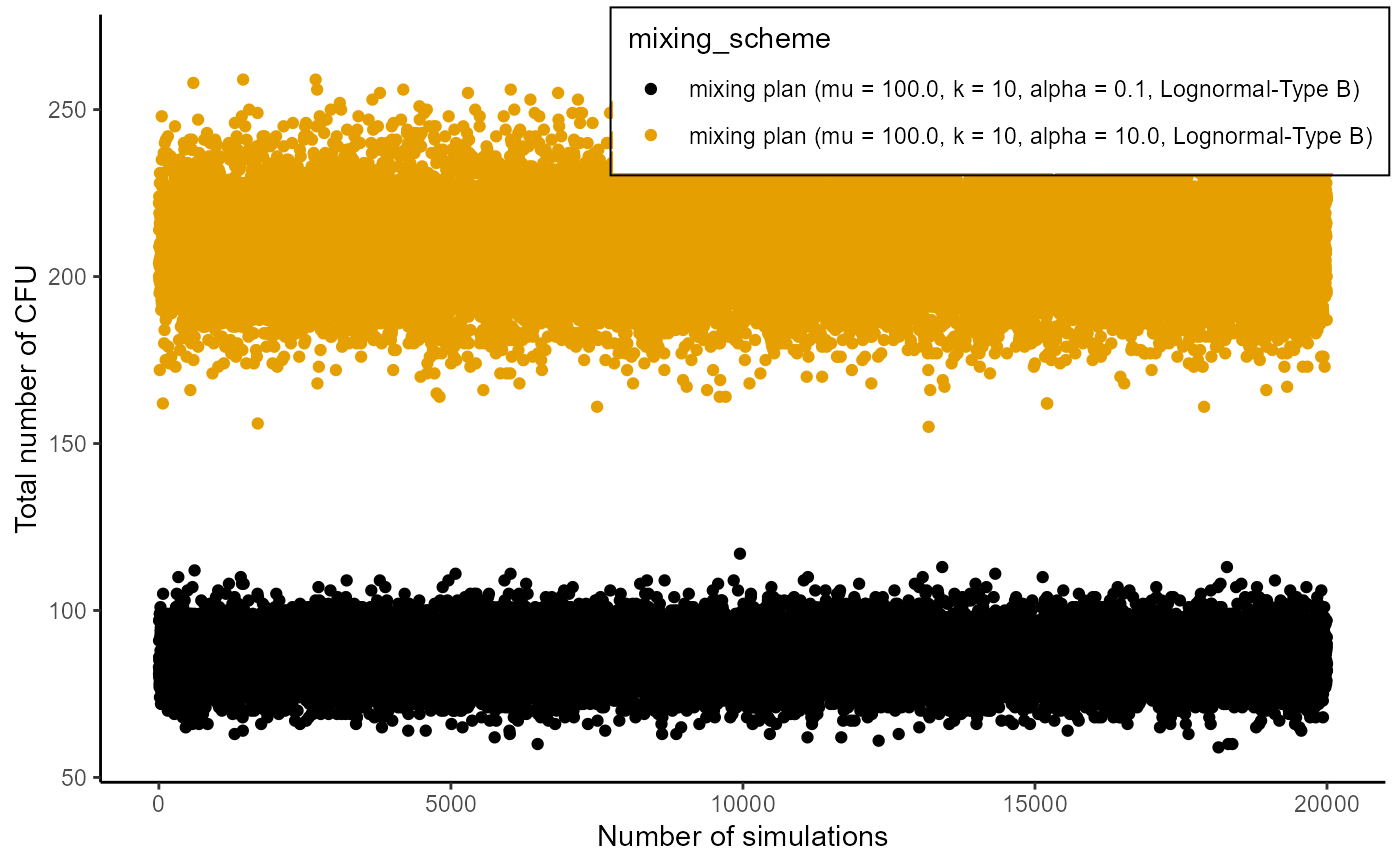 mixing_scheme
mixing plan (mu = 100.0, k = 10, alpha = 0.1, Lognormal-Type B)
mixing plan (mu = 100.0, k = 10, alpha = 10.0, Lognormal-Type B)
Total number of CFU
250
200
150
100
50
0 5000 10000 15000 20000
Number of simulations